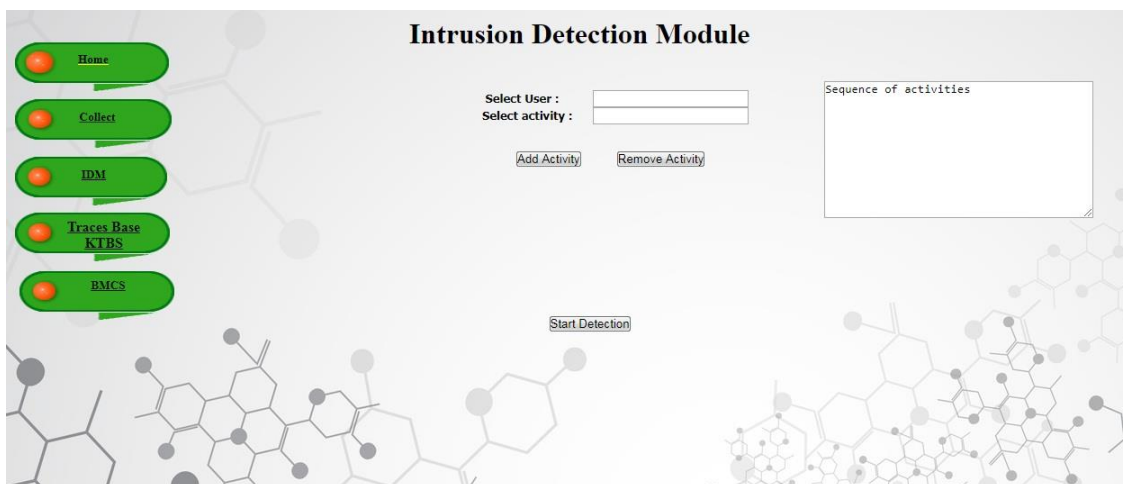 Intrusion Detection Module
Home
Collect
IDM
Traces Base
KTBS
BMCS
Select User :
Select activity :
Add Activity Remove Activity
Sequence of activities
Start Detection